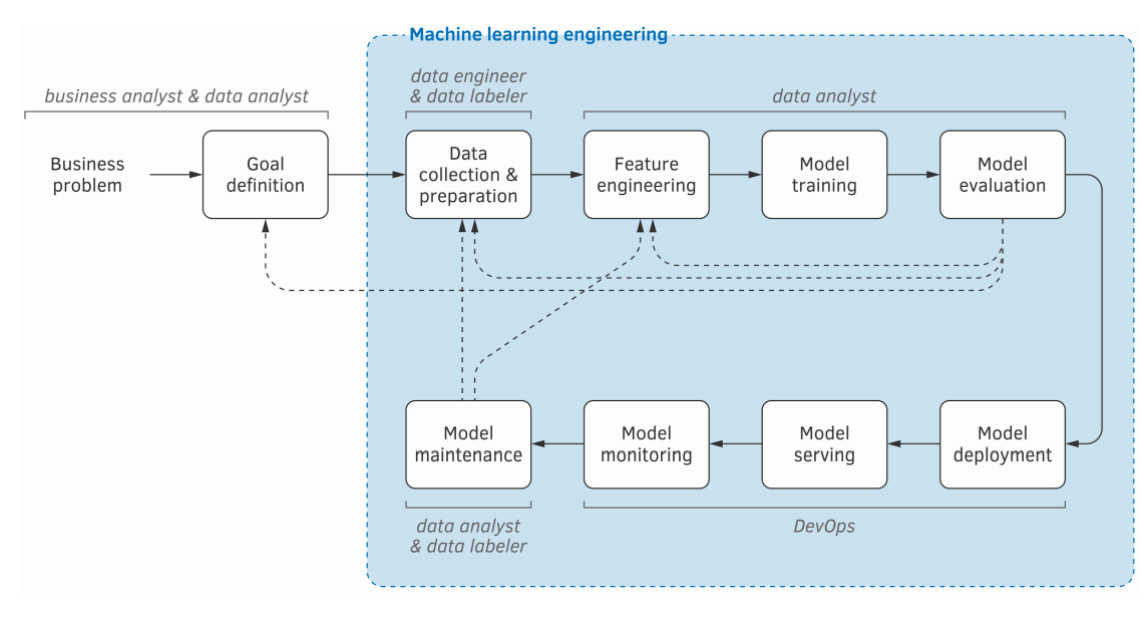 Machine learning engineering
data engineer
& data labeler
business analyst & data analyst
data analyst
Business
problem
Goal
definition
Data
collection &
preparation
Feature
engineering
Model
training
Model
evaluation
Model
maintenance
Model
monitoring
Model
serving
Model
deployment
data analyst
& data labeler
DevOps